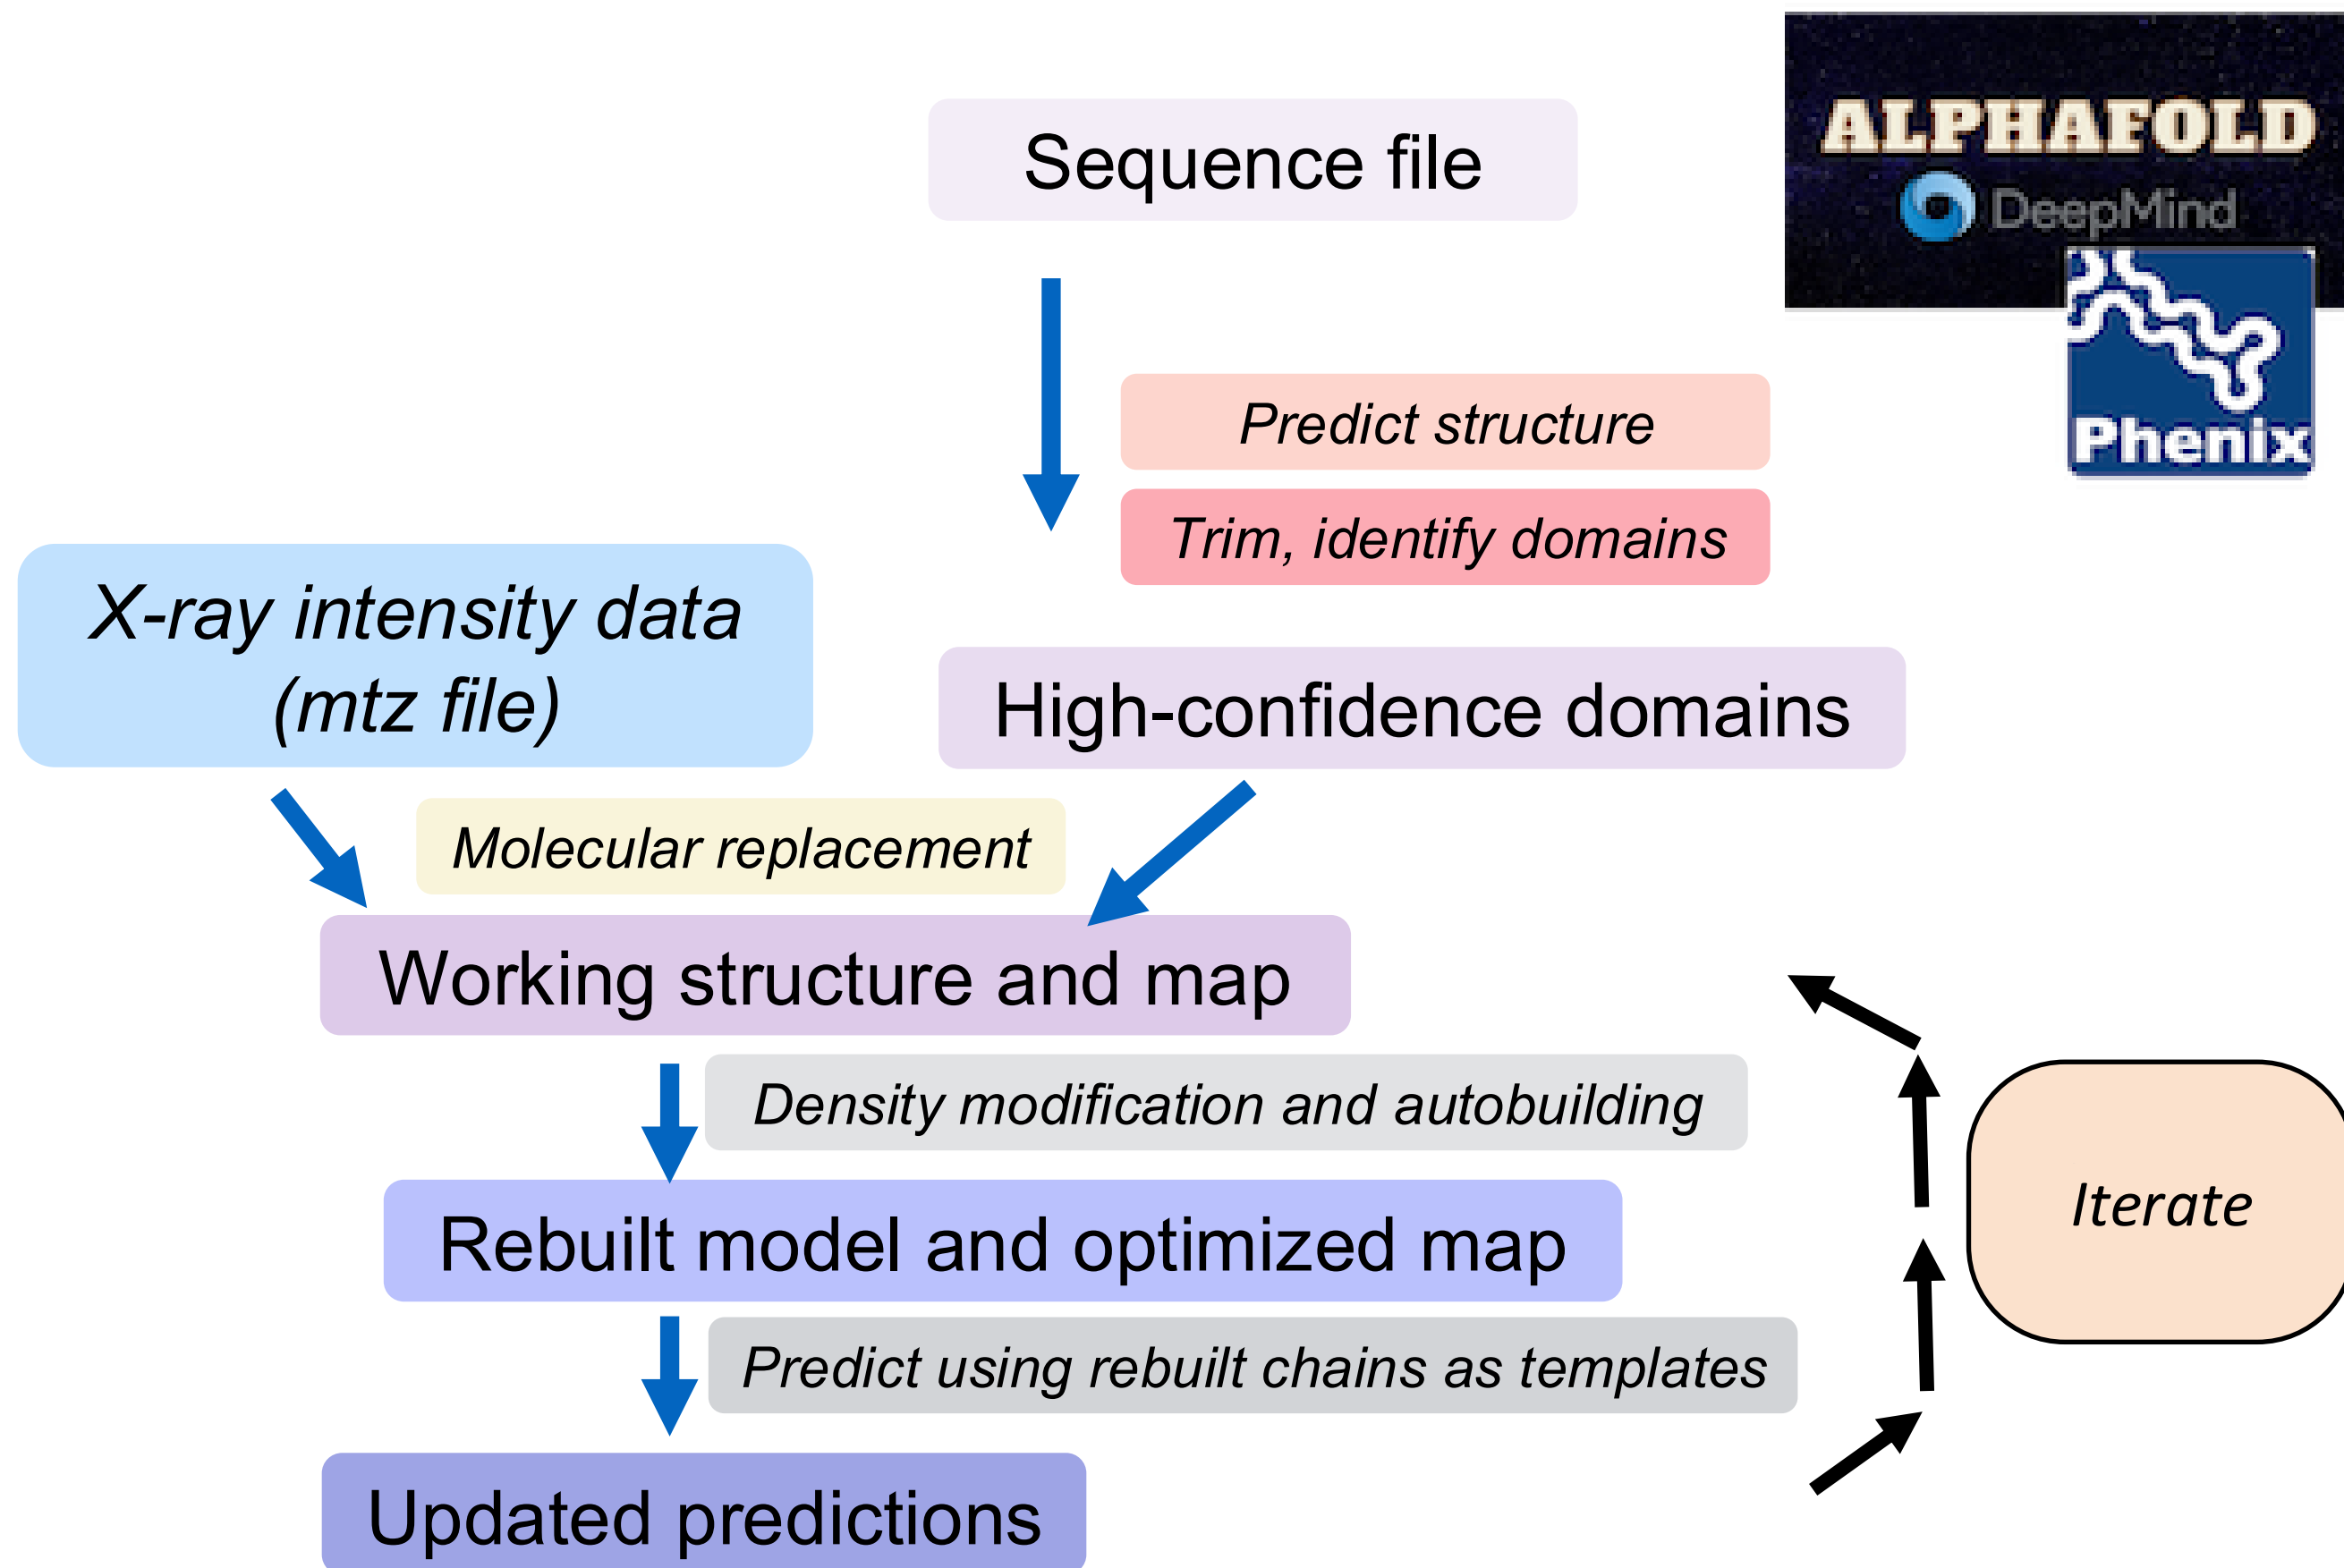 ALPHAFOLD
DeepMind
Phenix
Sequence file
Predict structure
Trim, identify domains
X-ray intensity data
(mtz file)
High-confidence domains
Molecular replacement
Working structure and map
Density modification and autobuilding
Rebuilt model and optimized map
Iterate
Predict using rebuilt chains as templates
Updated predictions